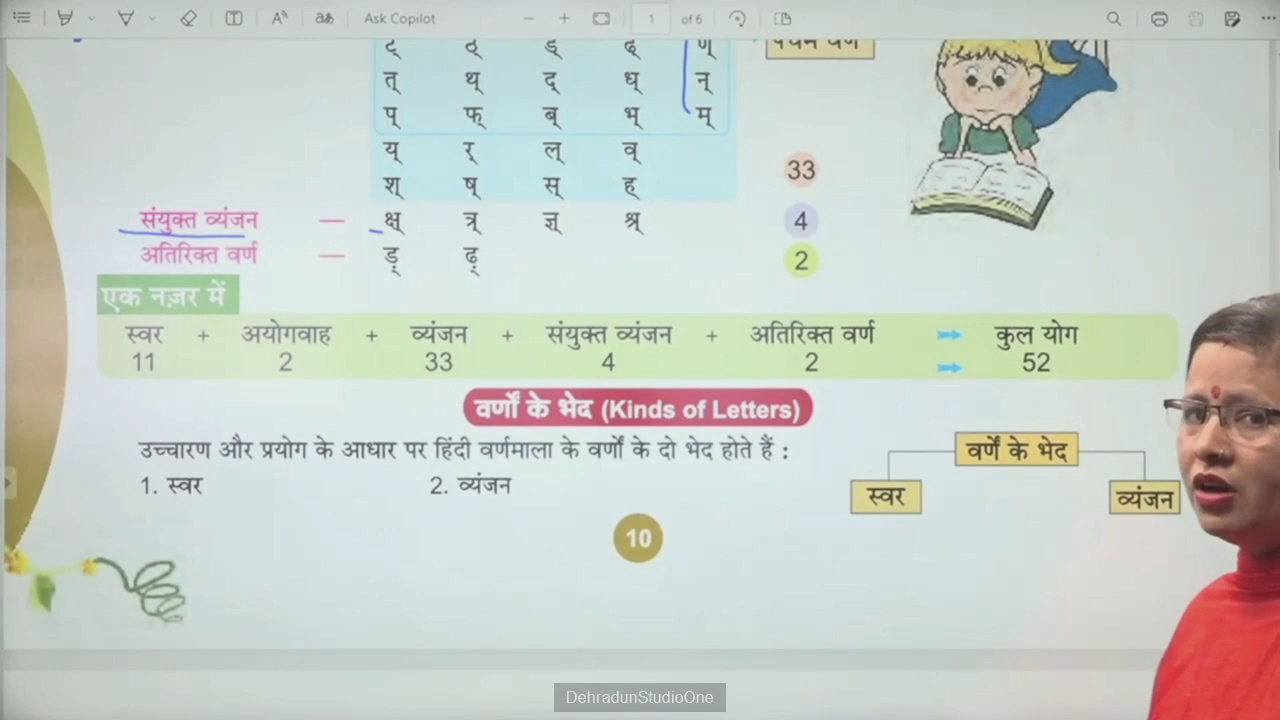 Ask Copilot 1 of 6
ट् ठ् ड् ढ् ण्
त् थ् द् ध् न्
प् फ् ब् भ् म्
य् र् ल् व्
श् ष् स् ह् 33
संयुक्त व्यंजन — क्ष् त्र् ज्ञ् श्र् 4
अतिरिक्त वर्ण — ड़् ढ़् 2
एक नज़र में
स्वर + अयोगवाह + व्यंजन + संयुक्त व्यंजन + अतिरिक्त वर्ण कुल योग
11 2 33 4 2 52
वर्णों के भेद (Kinds of Letters)
उच्चारण और प्रयोग के आधार पर हिंदी वर्णमाला के वर्णों के दो भेद होते हैं :
1. स्वर 2. व्यंजन
वर्णें के भेद
स्वर व्यंजन
10
DehradunStudioOne